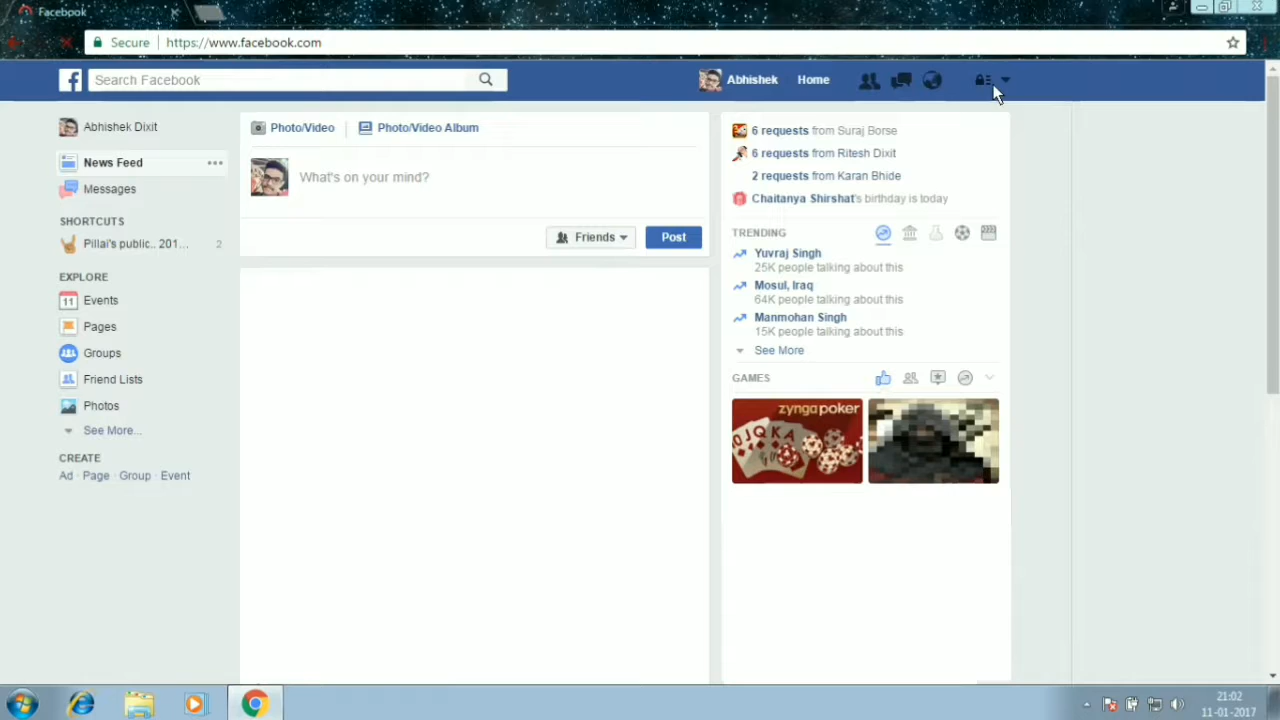 Facebook
Secure https://www.facebook.com
Search Facebook
Abhishek Home
Abhishek Dixit
News Feed
Messages
SHORTCUTS
Pillai's public.. 201... 2
EXPLORE
11 Events
Pages
Groups
Friend Lists
Photos
See More...
CREATE
Ad · Page · Group · Event
Photo/Video Photo/Video Album
What's on your mind?
Friends Post
6 requests from Suraj Borse
6 requests from Ritesh Dixit
2 requests from Karan Bhide
Chaitanya Shirshat's birthday is today
TRENDING
Yuvraj Singh
25K people talking about this
Mosul, Iraq
64K people talking about this
Manmohan Singh
15K people talking about this
See More
GAMES
zynga poker
10 J Q K A
21:02
11-01-2017